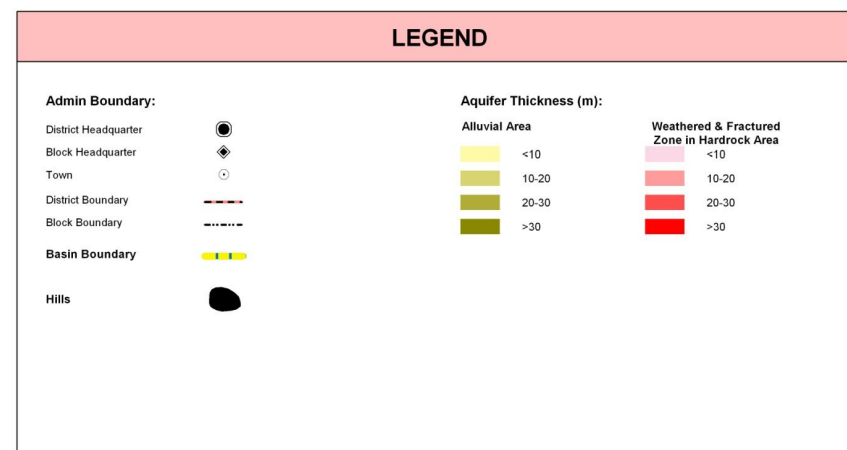 LEGEND
Admin Boundary:
District Headquarter
Block Headquarter
Town
District Boundary
Block Boundary
Basin Boundary
Hills
Aquifer Thickness (m):
Alluvial Area
<10
10-20
20-30
>30
Weathered & Fractured
Zone in Hardrock Area
<10
10-20
20-30
>30